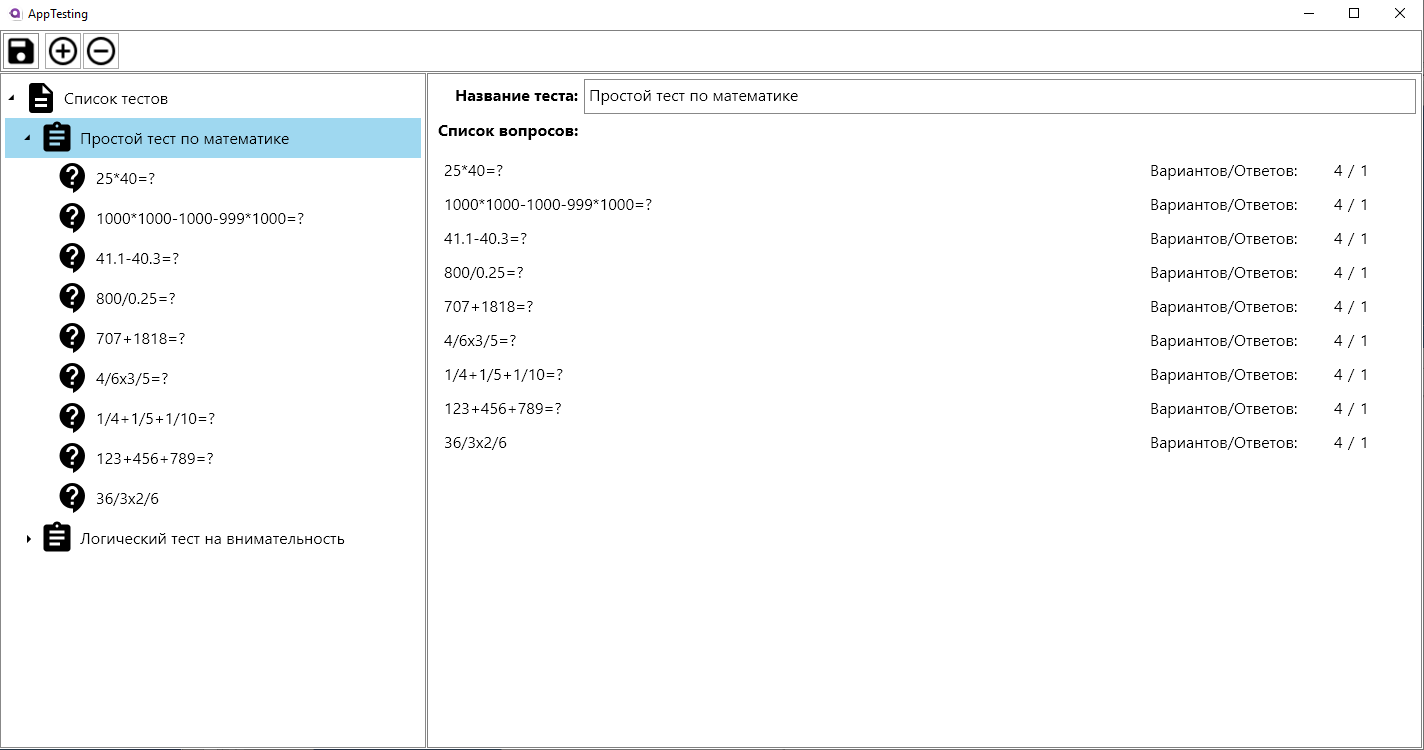 AppTesting
Список тестов
Простой тест по математике
25*40=?
1000*1000-1000-999*1000=?
41.1-40.3=?
800/0.25=?
707+1818=?
4/6x3/5=?
1/4+1/5+1/10=?
123+456+789=?
36/3x2/6
Логический тест на внимательность
Название теста: Простой тест по математике
Список вопросов:
25*40=? Вариантов/Ответов: 4 / 1
1000*1000-1000-999*1000=? Вариантов/Ответов: 4 / 1
41.1-40.3=? Вариантов/Ответов: 4 / 1
800/0.25=? Вариантов/Ответов: 4 / 1
707+1818=? Вариантов/Ответов: 4 / 1
4/6x3/5=? Вариантов/Ответов: 4 / 1
1/4+1/5+1/10=? Вариантов/Ответов: 4 / 1
123+456+789=? Вариантов/Ответов: 4 / 1
36/3x2/6 Вариантов/Ответов: 4 / 1